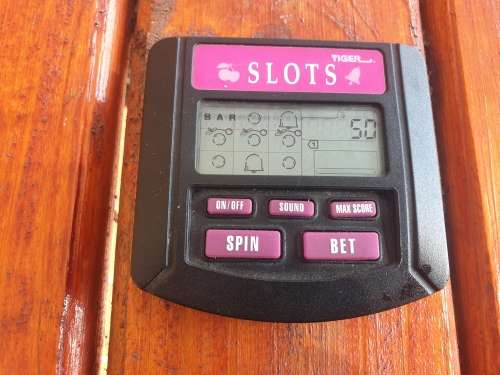 TIGER
SLOTS
BAR
50
ON/OFF
SOUND
MAX SCORE
SPIN
BET